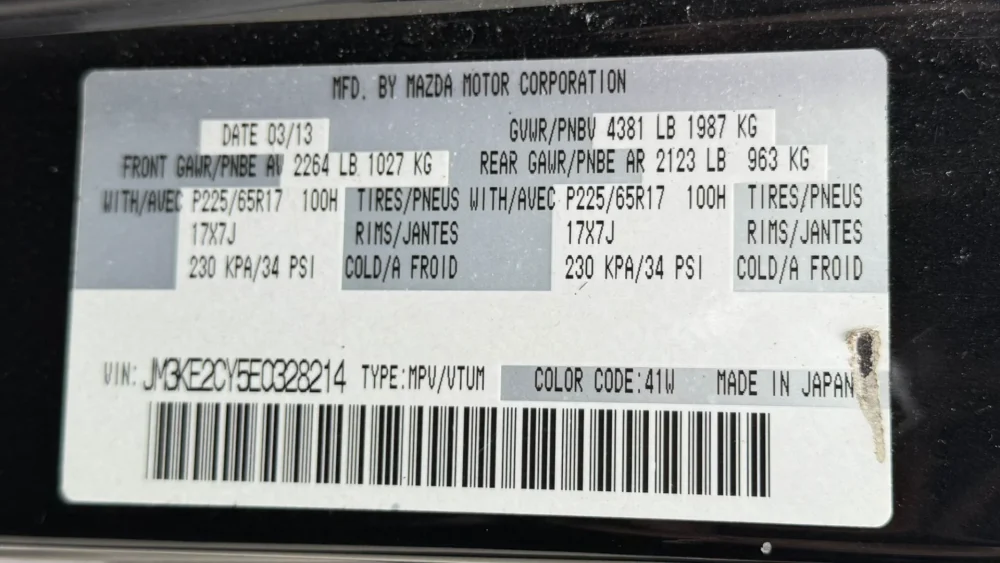 MFD. BY MAZDA MOTOR CORPORATION
DATE 03/13 GVWR/PNBV 4381 LB 1987 KG
FRONT GAWR/PNBE AV 2264 LB 1027 KG REAR GAWR/PNBE AR 2123 LB 963 KG
WITH/AVEC P225/65R17 100H TIRES/PNEUS WITH/AVEC P225/65R17 100H TIRES/PNEUS
17X7J RIMS/JANTES 17X7J RIMS/JANTES
230 KPA/34 PSI COLD/A FROID 230 KPA/34 PSI COLD/A FROID
VIN: JM3KE2CY5E0328214 TYPE:MPV/VTUM COLOR CODE:41W MADE IN JAPAN